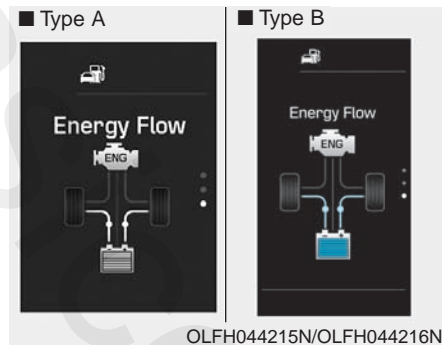 ■ Type A
■ Type B
Energy Flow
ENG
Energy Flow
ENG
OLFH044215N/OLFH044216N